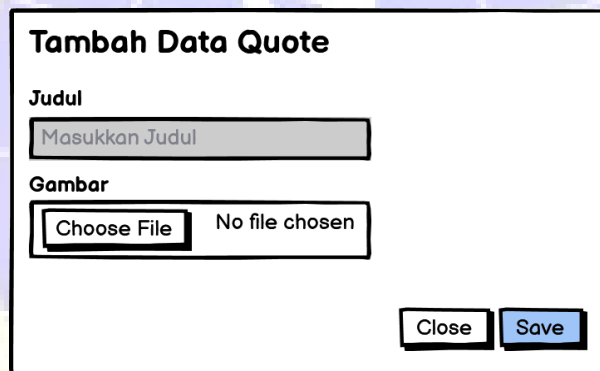 Tambah Data Quote
Judul
Masukkan Judul
Gambar
Choose File No file chosen
Close Save